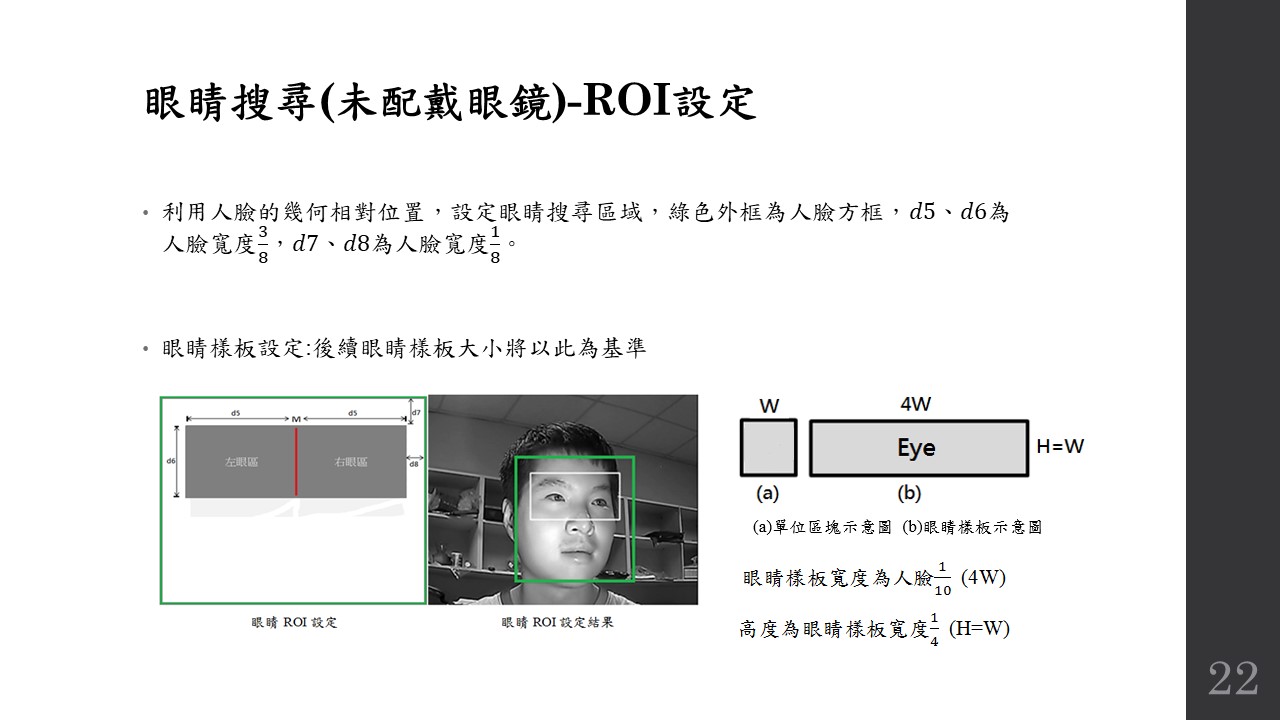 眼睛搜尋(未配戴眼鏡)-ROI設定
• 利用人臉的幾何相對位置，設定眼睛搜尋區域，綠色外框為人臉方框，d5、d6為
人臉寬度3/8，d7、d8為人臉寬度1/8。
• 眼睛樣板設定:後續眼睛樣板大小將以此為基準
d5 M d5 d7
d6 左眼區 右眼區 d8
眼睛 ROI 設定
眼睛 ROI 設定結果
W 4W
Eye H=W
(a) (b)
(a)單位區塊示意圖 (b)眼睛樣板示意圖
眼睛樣板寬度為人臉1/10 (4W)
高度為眼睛樣板寬度1/4 (H=W)
22